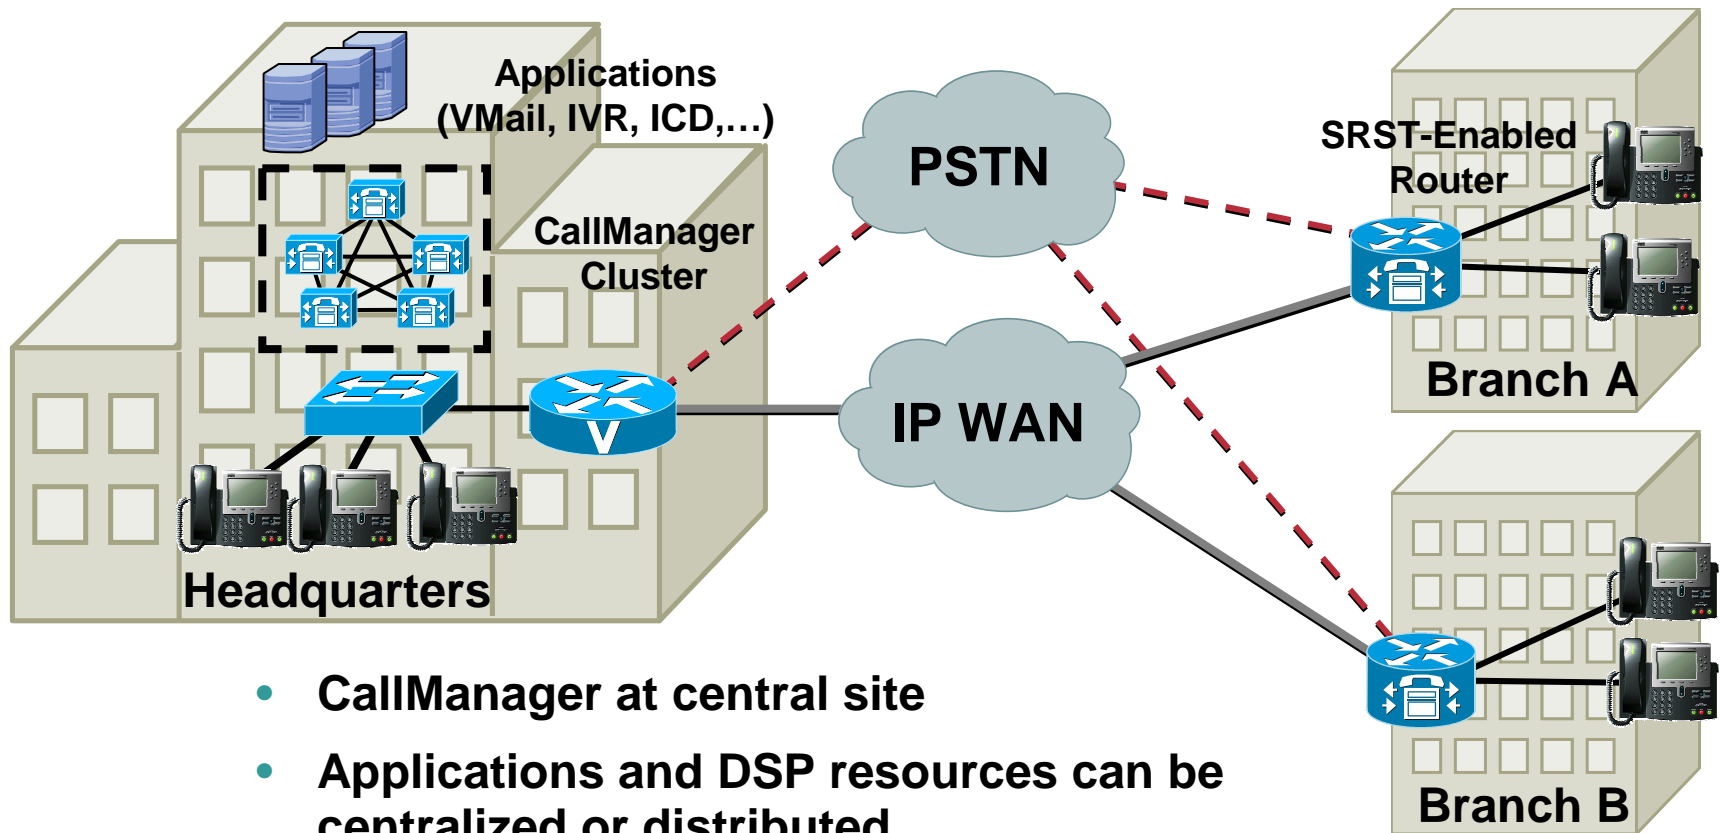 Applications
(VMail, IVR, ICD,...)
PSTN
SRST-Enabled
Router
CallManager
Cluster
Branch A
IP WAN
V
Headquarters
• CallManager at central site
• Applications and DSP resources can be
centralized or distributed
Branch B